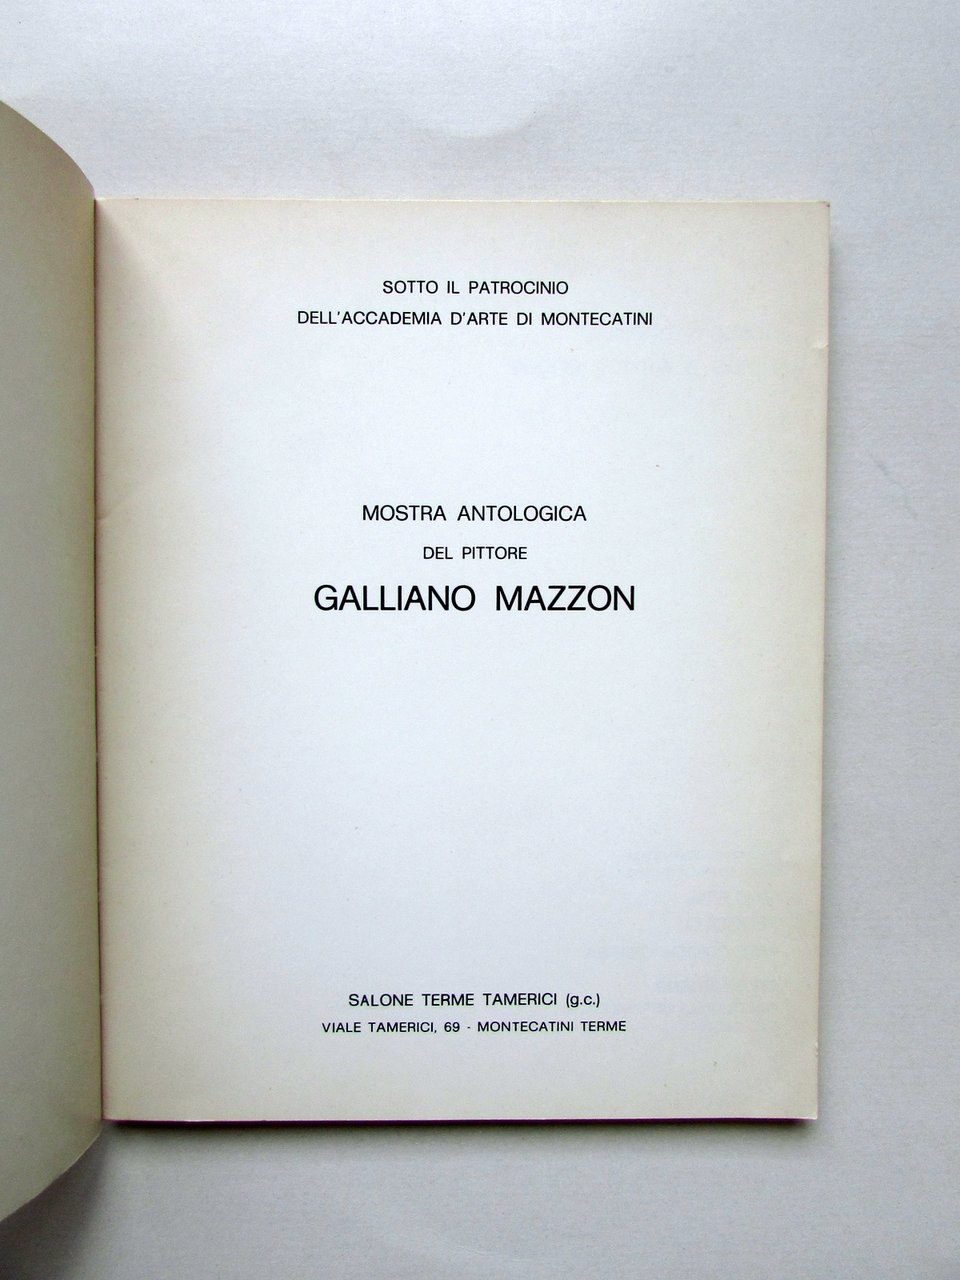 SOTTO IL PATROCINIO
DELL'ACCADEMIA D'ARTE DI MONTECATINI
MOSTRA ANTOLOGICA
DEL PITTORE
GALLIANO MAZZON
SALONE TERME TAMERICI (g.c.)
VIALE TAMERICI, 69 - MONTECATINI TERME